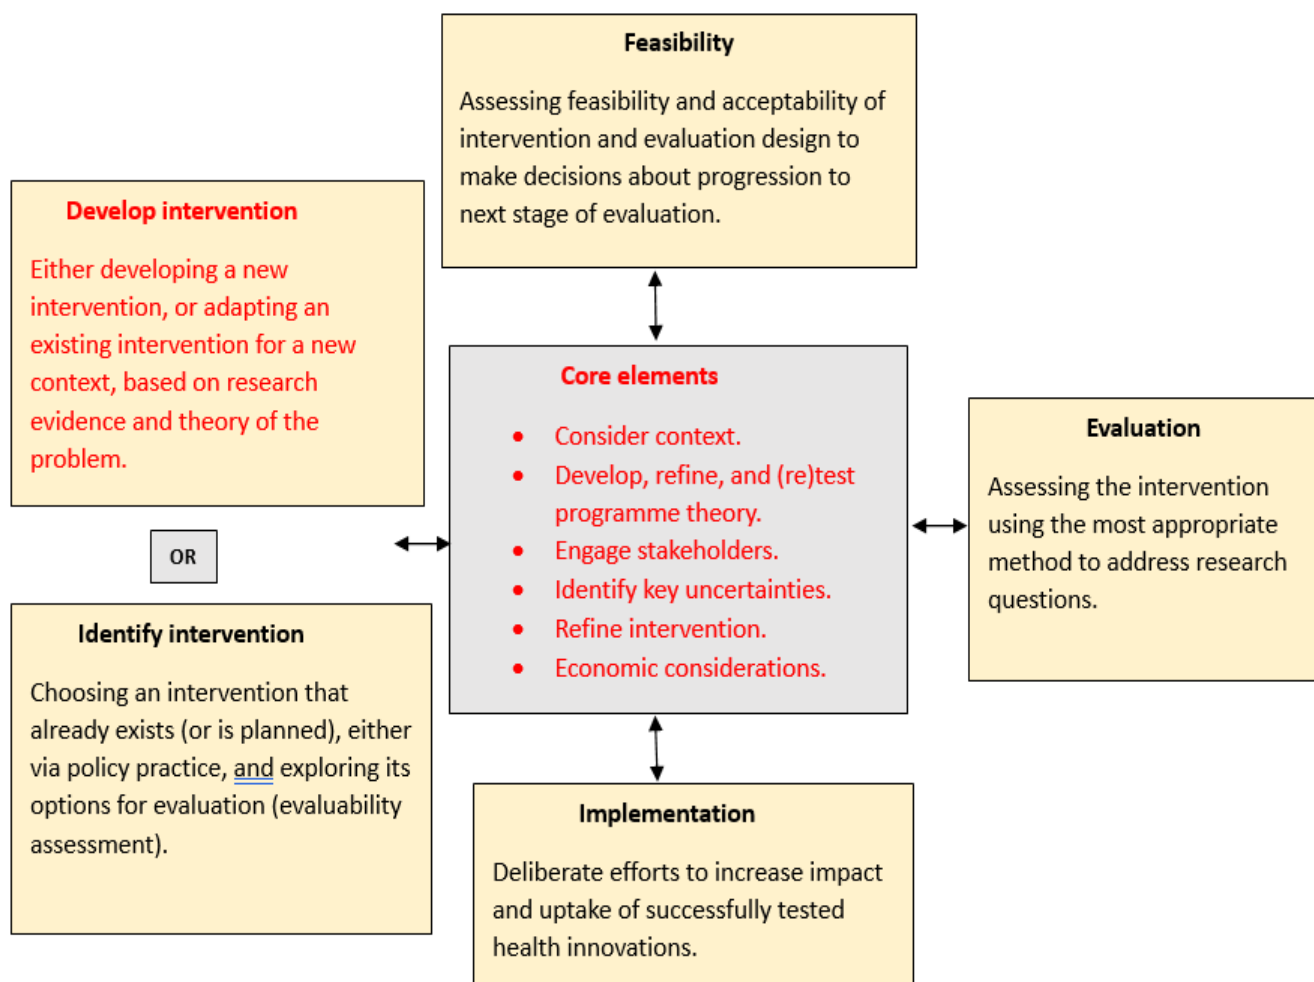 Feasibility
Assessing feasibility and acceptability of
intervention and evaluation design to
make decisions about progression to
next stage of evaluation.
Develop intervention
Either developing a new
intervention, or adapting an
existing intervention for a new
context, based on research
evidence and theory of the
problem.
OR
Identify intervention
Choosing an intervention that
already exists (or is planned), either
via policy practice, and exploring its
options for evaluation (evaluability
assessment).
Core elements
• Consider context.
• Develop, refine, and (re)test
programme theory.
• Engage stakeholders.
• Identify key uncertainties.
• Refine intervention.
• Economic considerations.
Evaluation
Assessing the intervention
using the most appropriate
method to address research
questions.
Implementation
Deliberate efforts to increase impact
and uptake of successfully tested
health innovations.